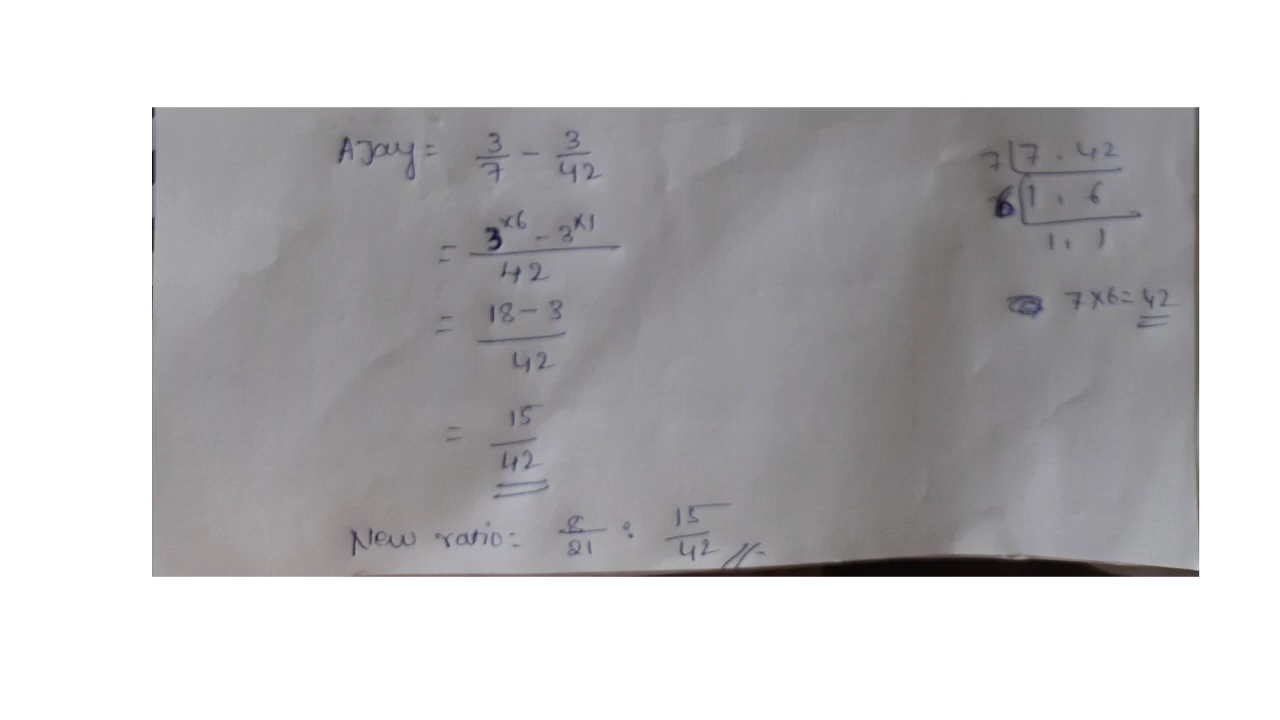 AJay = 3/7 - 3/42
= 3×6 - 3×1 / 42
= 18 - 3 / 42
= 15/42
New ratio = 8/21 : 15/42 //
7 | 7 , 42
6 | 1 , 6
1 , 1
7×6 = 42